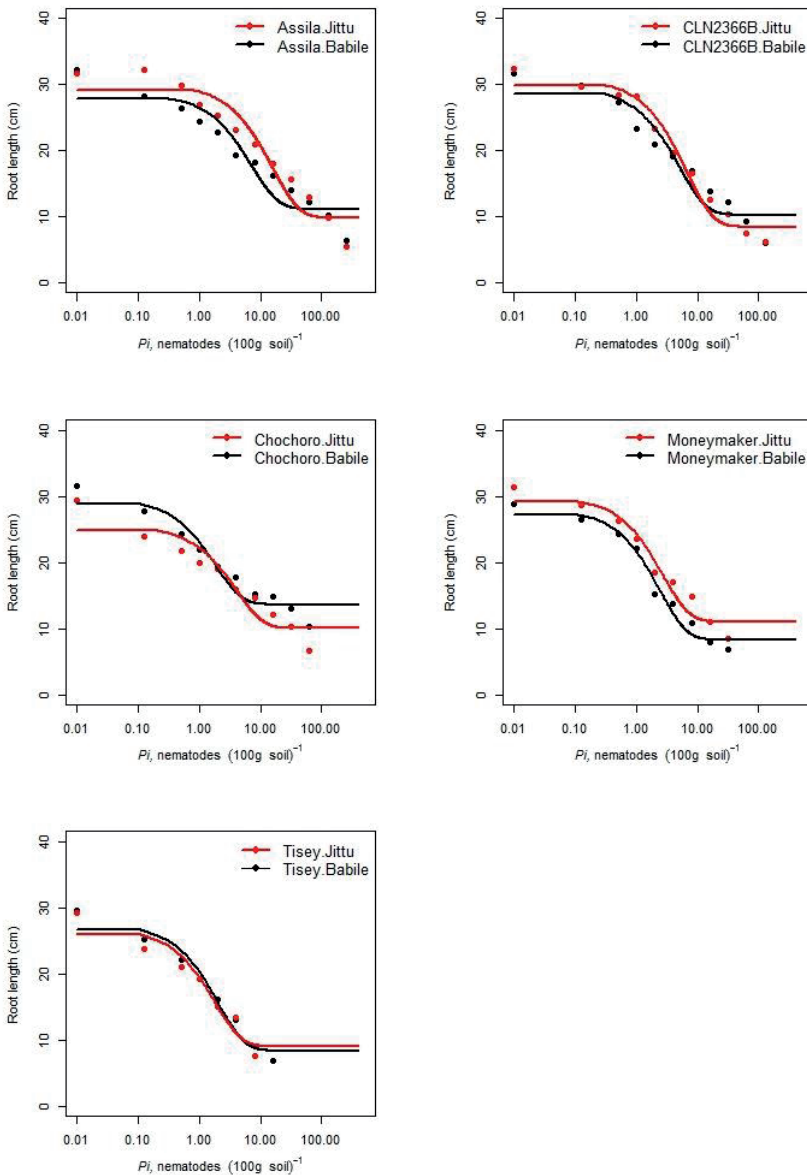 Assila.Jittu
Assila.Babile
Root length (cm)
40
30
20
10
0
0.01 0.10 1.00 10.00 100.00
Pi, nematodes (100g soil)⁻¹
CLN2366B.Jittu
CLN2366B.Babile
Root length (cm)
40
30
20
10
0
0.01 0.10 1.00 10.00 100.00
Pi, nematodes (100g soil)⁻¹
Chochoro.Jittu
Chochoro.Babile
Root length (cm)
40
30
20
10
0
0.01 0.10 1.00 10.00 100.00
Pi, nematodes (100g soil)⁻¹
Moneymaker.Jittu
Moneymaker.Babile
Root length (cm)
40
30
20
10
0
0.01 0.10 1.00 10.00 100.00
Pi, nematodes (100g soil)⁻¹
Tisey.Jittu
Tisey.Babile
Root length (cm)
40
30
20
10
0
0.01 0.10 1.00 10.00 100.00
Pi, nematodes (100g soil)⁻¹